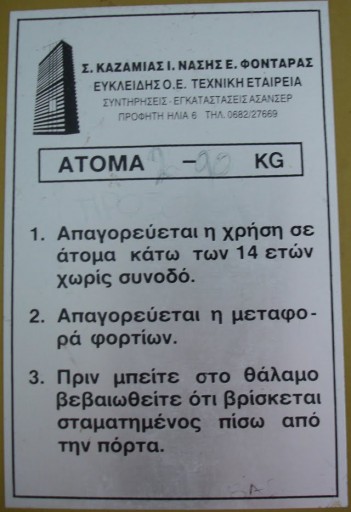 Σ. ΚΑΖΑΜΙΑΣ Ι. ΝΑΣΗΣ Ε. ΦΟΝΤΑΡΑΣ
ΕΥΚΛΕΙΔΗΣ Ο.Ε. ΤΕΧΝΙΚΗ ΕΤΑΙΡΕΙΑ
ΣΥΝΤΗΡΗΣΕΙΣ - ΕΓΚΑΤΑΣΤΑΣΕΙΣ ΑΣΑΝΣΕΡ
ΠΡΟΦΗΤΗ ΗΛΙΑ 6 ΤΗΛ. 0682/27669
ΑΤΟΜΑ 2 - 90 KG
1. Απαγορεύεται η χρήση σε
άτομα κάτω των 14 ετών
χωρίς συνοδό.
2. Απαγορεύεται η μεταφο-
ρά φορτίων.
3. Πριν μπείτε στο θάλαμο
βεβαιωθείτε ότι βρίσκεται
σταματημένος πίσω από
την πόρτα.